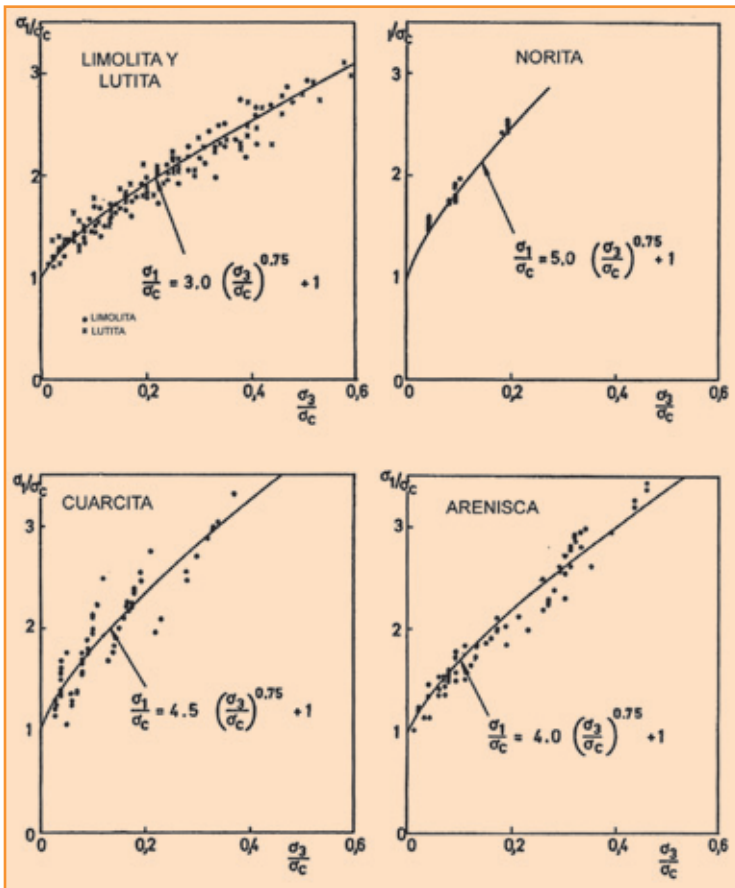 σ1/σc
LIMOLITA Y
LUTITA
3
2
1
0
σ1/σc = 3.0 (σ3/σc)^0.75 + 1
• LIMOLITA
× LUTITA
0 0,2 0,4 0,6
σ3/σc
1/σc
NORITA
3
2
1
0
σ1/σc = 5.0 (σ3/σc)^0.75 + 1
0 0,2 0,4 0,6
σ3/σc
σ1/σc
CUARCITA
3
2
1
0
σ1/σc = 4.5 (σ3/σc)^0.75 + 1
0 0,2 0,4 0,6
σ3/σc
σ1/σc
ARENISCA
3
2
1
0
σ1/σc = 4.0 (σ3/σc)^0.75 + 1
0 0,2 0,4 0,6
σ3/σc